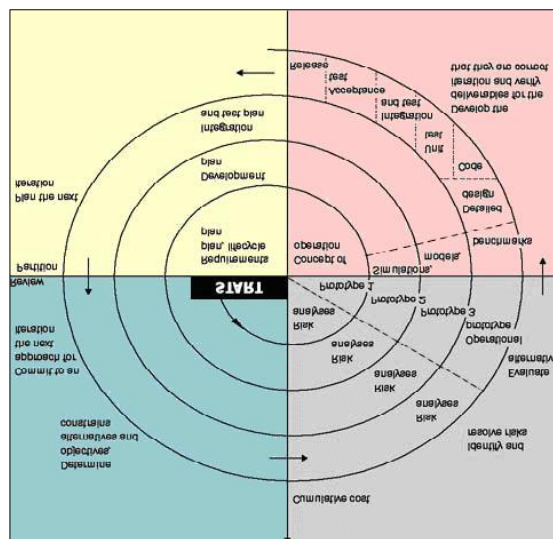 Cumulative cost
Determine
objectives,
alternatives and
constrains
Identify and
resolve risks
Evaluate
alternative
Commit to an
approach for
the next
iteration
Review
Partition
START
Risk
analyses
Risk
analyses
Risk
analyses
Risk
analyses
Prototype 1
Prototype 2
Prototype 3
Operational
prototype
Simulations,
models,
benchmarks
Requirements
plan, lifecycle
plan
Concept of
operation
Development
plan
Integration
and test plan
Plan the next
iteration
Detailed
design
Code
Unit
test
Integration
and test
Acceptance
test
Release
Develop the
deliverables for the
iteration and verify
that they are correct